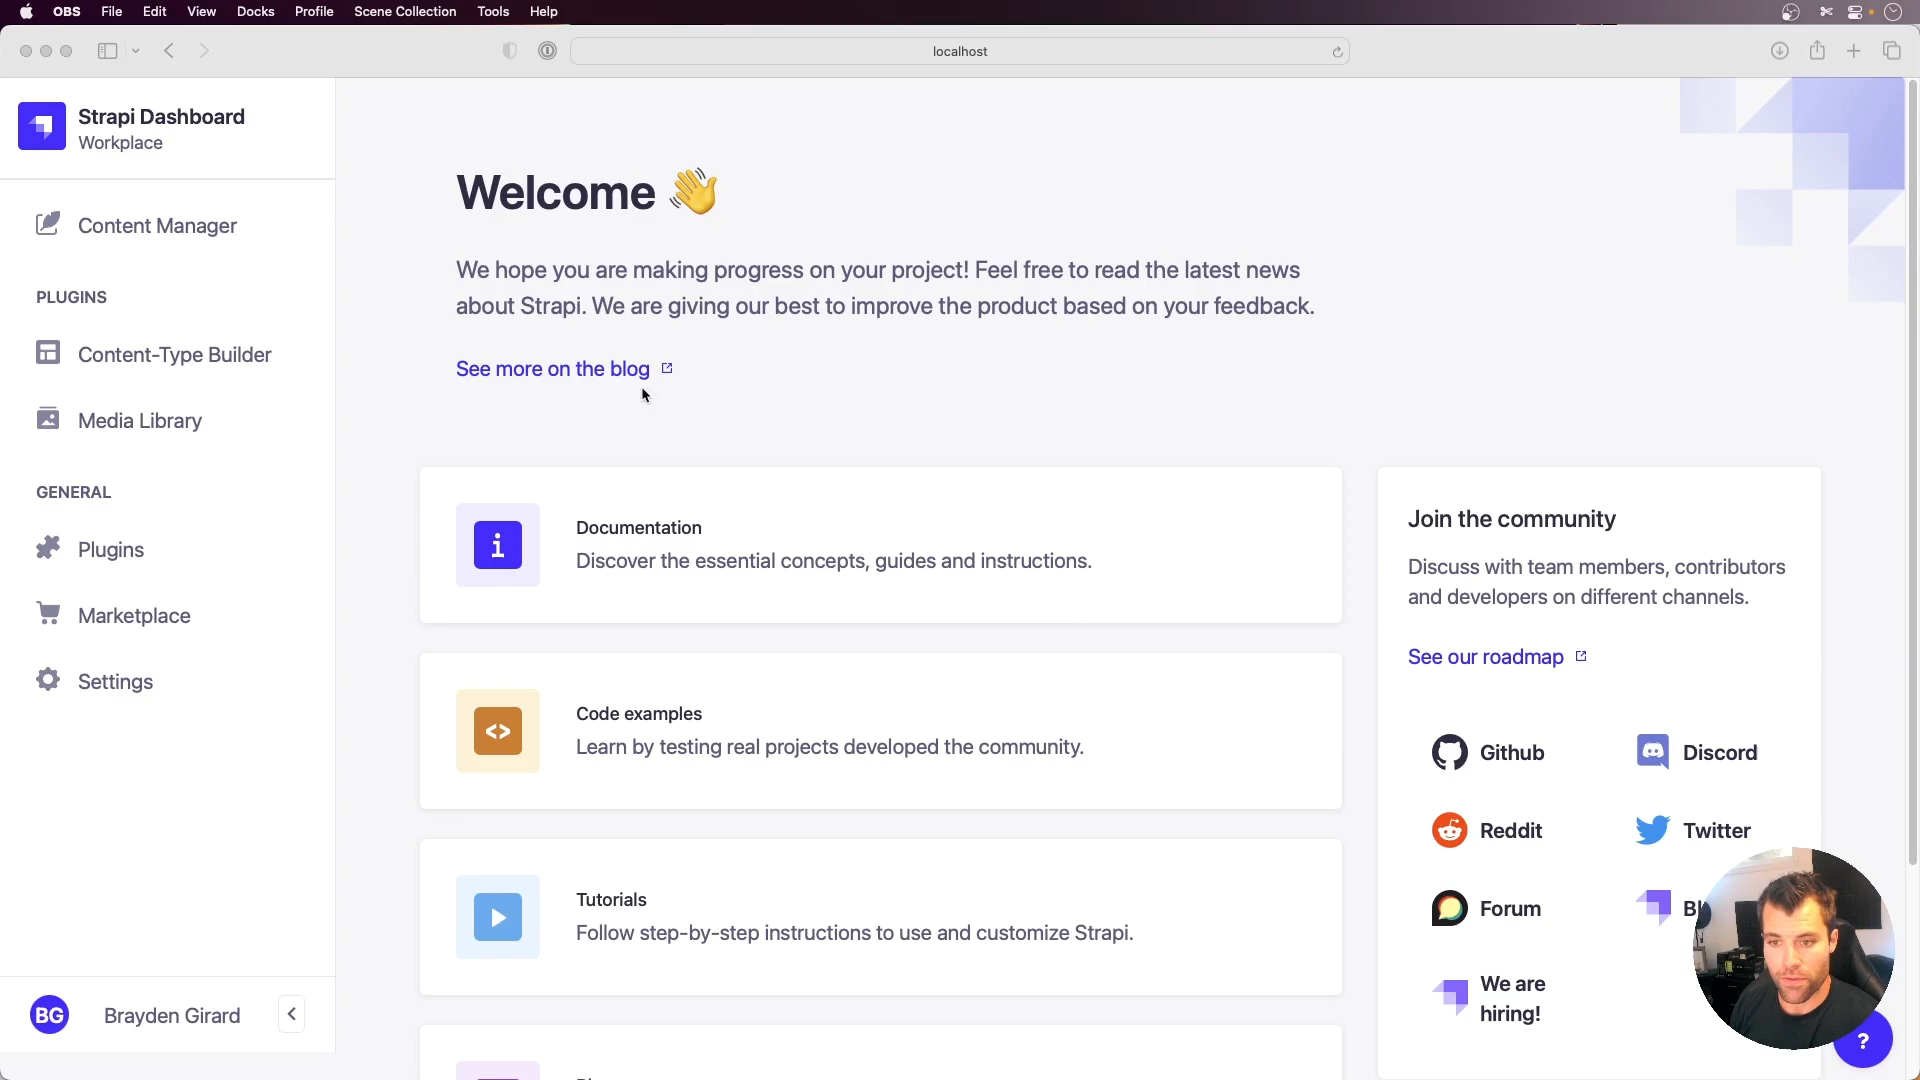 OBS File Edit View Docks Profile Scene Collection Tools Help
localhost
Strapi Dashboard
Workplace
Content Manager
PLUGINS
Content-Type Builder
Media Library
GENERAL
Plugins
Marketplace
Settings
BG Brayden Girard
Welcome 👋
We hope you are making progress on your project! Feel free to read the latest news
about Strapi. We are giving our best to improve the product based on your feedback.
See more on the blog
Documentation
Discover the essential concepts, guides and instructions.
Code examples
Learn by testing real projects developed the community.
Tutorials
Follow step-by-step instructions to use and customize Strapi.
Join the community
Discuss with team members, contributors
and developers on different channels.
See our roadmap
Github
Discord
Reddit
Twitter
Forum
We are
hiring!
?